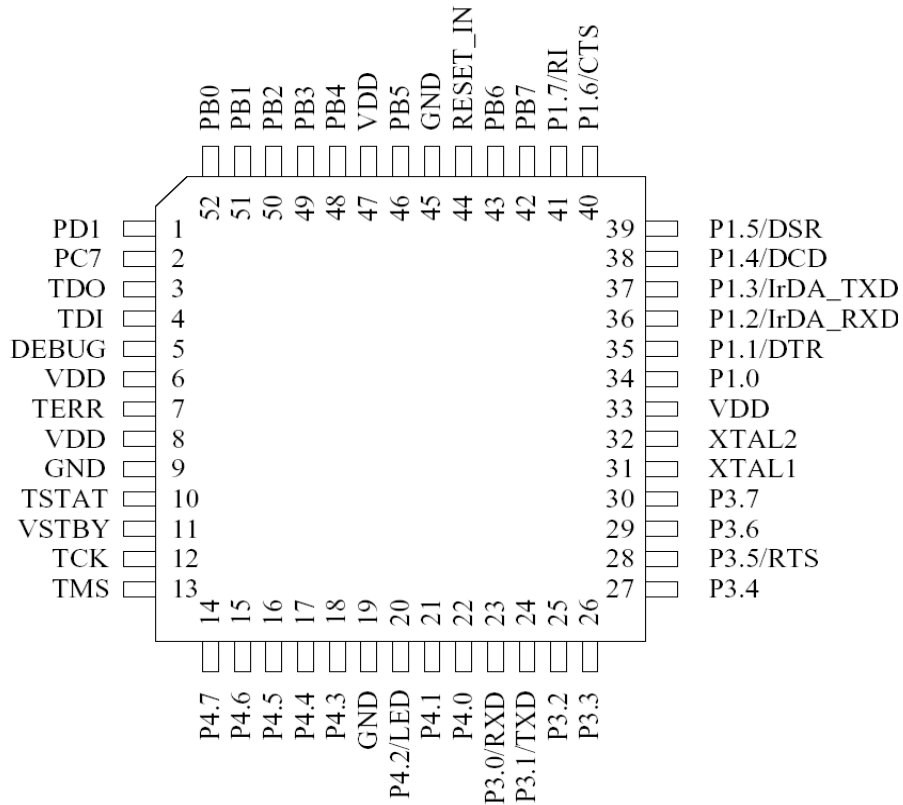 PB0
PB1
PB2
PB3
PB4
VDD
PB5
GND
RESET_IN
PB6
PB7
P1.7/RI
P1.6/CTS
52
51
50
49
48
47
46
45
44
43
42
41
40
PD1 1
PC7 2
TDO 3
TDI 4
DEBUG 5
VDD 6
TERR 7
VDD 8
GND 9
TSTAT 10
VSTBY 11
TCK 12
TMS 13
39 P1.5/DSR
38 P1.4/DCD
37 P1.3/IrDA_TXD
36 P1.2/IrDA_RXD
35 P1.1/DTR
34 P1.0
33 VDD
32 XTAL2
31 XTAL1
30 P3.7
29 P3.6
28 P3.5/RTS
27 P3.4
14
15
16
17
18
19
20
21
22
23
24
25
26
P4.7
P4.6
P4.5
P4.4
P4.3
GND
P4.2/LED
P4.1
P4.0
P3.0/RXD
P3.1/TXD
P3.2
P3.3